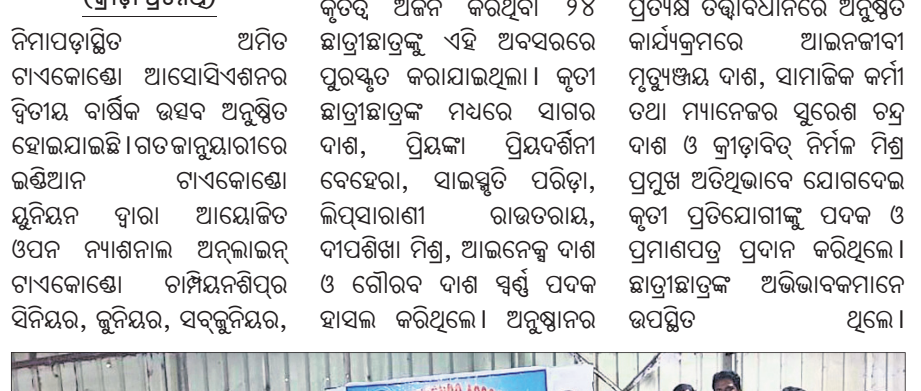 ନିମାପଡ଼ାସ୍ଥିତ ଅମିତ
ଟାଏକୋଣ୍ଡୋ ଆସୋସିଏଶନର
ଦ୍ୱିତୀୟ ବାର୍ଷିକ ଉତ୍ସବ ଅନୁଷ୍ଠିତ
ହୋଇଯାଇଛି।ଗତ ଜାନୁୟାରୀରେ
ଇଣ୍ଡିଆନ ଟାଏକୋଣ୍ଡୋ
ୟୁନିୟନ ଦ୍ୱାରା ଆୟୋଜିତ
ଓପନ ନ୍ୟାଶନାଲ ଅନ୍‌ଲାଇନ୍
ଟାଏକୋଣ୍ଡୋ ଚାମ୍ପିୟନଶିପ୍‌ର
ସିନିୟର, ଜୁନିୟର, ସବ୍‌ଜୁନିୟର,
କୃତିତ୍ୱ ଅର୍ଜନ କରିଥିବା ୨୪
ଛାତ୍ରୀଛାତ୍ରଙ୍କୁ ଏହି ଅବସରରେ
ପୁରସ୍କୃତ କରାଯାଇଥିଲା। କୃତୀ
ଛାତ୍ରୀଛାତ୍ରଙ୍କ ମଧ୍ୟରେ ସାଗର
ଦାଶ, ପ୍ରିୟଙ୍କା ପ୍ରିୟଦର୍ଶିନୀ
ବେହେରା, ସାଇସ୍ମୃତି ପରିଡ଼ା,
ଲିପ୍‌ସାରାଣୀ ରାଉତରାୟ,
ଦୀପଶିଖା ମିଶ୍ର, ଆଇନେକ୍ସ ଦାଶ
ଓ ଗୌରବ ଦାଶ ସ୍ୱର୍ଣ୍ଣ ପଦକ
ହାସଲ କରିଥିଲେ। ଅନୁଷ୍ଠାନର
ପ୍ରତ୍ୟକ୍ଷ ତତ୍ତ୍ୱାବଧାନରେ ଅନୁଷ୍ଠିତ
କାର୍ଯ୍ୟକ୍ରମରେ ଆଇନଜୀବୀ
ମୃତ୍ୟୁଞ୍ଜୟ ଦାଶ, ସାମାଜିକ କର୍ମୀ
ତଥା ମ୍ୟାନେଜର ସୁରେଶ ଚନ୍ଦ୍ର
ଦାଶ ଓ କ୍ରୀଡ଼ାବିତ୍ ନିର୍ମଳ ମିଶ୍ର
ପ୍ରମୁଖ ଅତିଥିଭାବେ ଯୋଗଦେଇ
କୃତୀ ପ୍ରତିଯୋଗୀଙ୍କୁ ପଦକ ଓ
ପ୍ରମାଣପତ୍ର ପ୍ରଦାନ କରିଥିଲେ।
ଛାତ୍ରୀଛାତ୍ରଙ୍କ ଅଭିଭାବକମାନେ
ଉପସ୍ଥିତ ଥିଲେ।